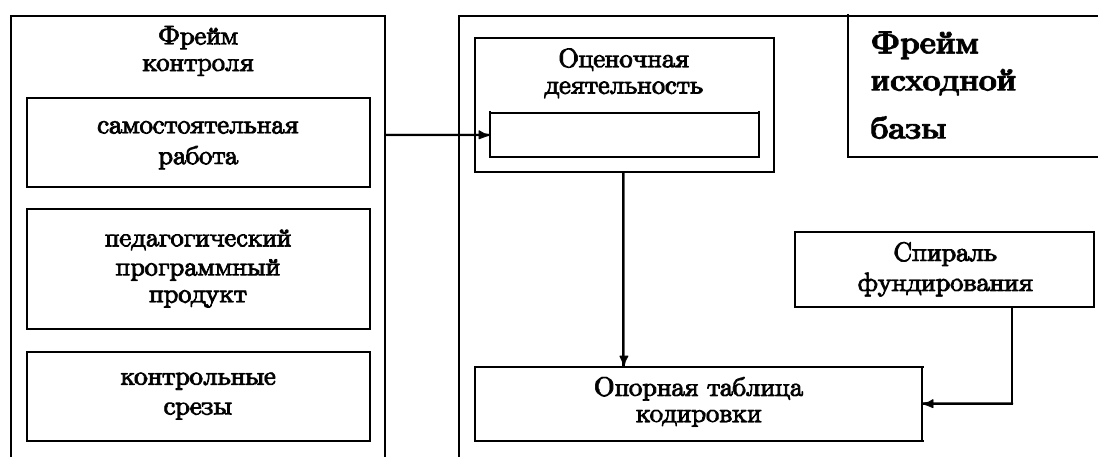 Фрейм
контроля
самостоятельная
работа
педагогический
программный
продукт
контрольные
срезы
Оценочная
деятельность
Фрейм
исходной
базы
Спираль
фундирования
Опорная таблица
кодировки